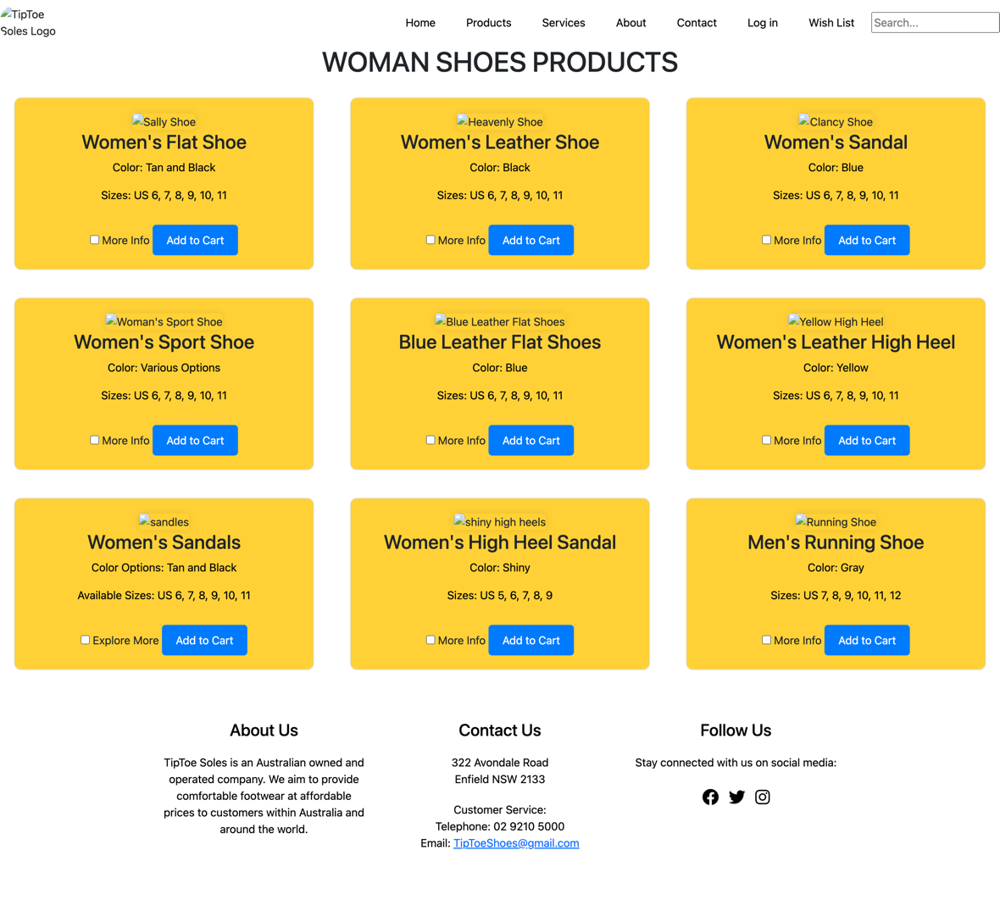 TipToe
Soles Logo
Home Products Services About Contact Log in Wish List Search...
WOMAN SHOES PRODUCTS
Sally Shoe
Women's Flat Shoe
Color: Tan and Black
Sizes: US 6, 7, 8, 9, 10, 11
More Info Add to Cart
Heavenly Shoe
Women's Leather Shoe
Color: Black
Sizes: US 6, 7, 8, 9, 10, 11
More Info Add to Cart
Clancy Shoe
Women's Sandal
Color: Blue
Sizes: US 6, 7, 8, 9, 10, 11
More Info Add to Cart
Woman's Sport Shoe
Women's Sport Shoe
Color: Various Options
Sizes: US 6, 7, 8, 9, 10, 11
More Info Add to Cart
Blue Leather Flat Shoes
Blue Leather Flat Shoes
Color: Blue
Sizes: US 6, 7, 8, 9, 10, 11
More Info Add to Cart
Yellow High Heel
Women's Leather High Heel
Color: Yellow
Sizes: US 6, 7, 8, 9, 10, 11
More Info Add to Cart
sandles
Women's Sandals
Color Options: Tan and Black
Available Sizes: US 6, 7, 8, 9, 10, 11
Explore More Add to Cart
shiny high heels
Women's High Heel Sandal
Color: Shiny
Sizes: US 5, 6, 7, 8, 9
More Info Add to Cart
Running Shoe
Men's Running Shoe
Color: Gray
Sizes: US 7, 8, 9, 10, 11, 12
More Info Add to Cart
About Us
TipToe Soles is an Australian owned and
operated company. We aim to provide
comfortable footwear at affordable
prices to customers within Australia and
around the world.
Contact Us
322 Avondale Road
Enfield NSW 2133
Customer Service:
Telephone: 02 9210 5000
Email: TipToeShoes@gmail.com
Follow Us
Stay connected with us on social media: